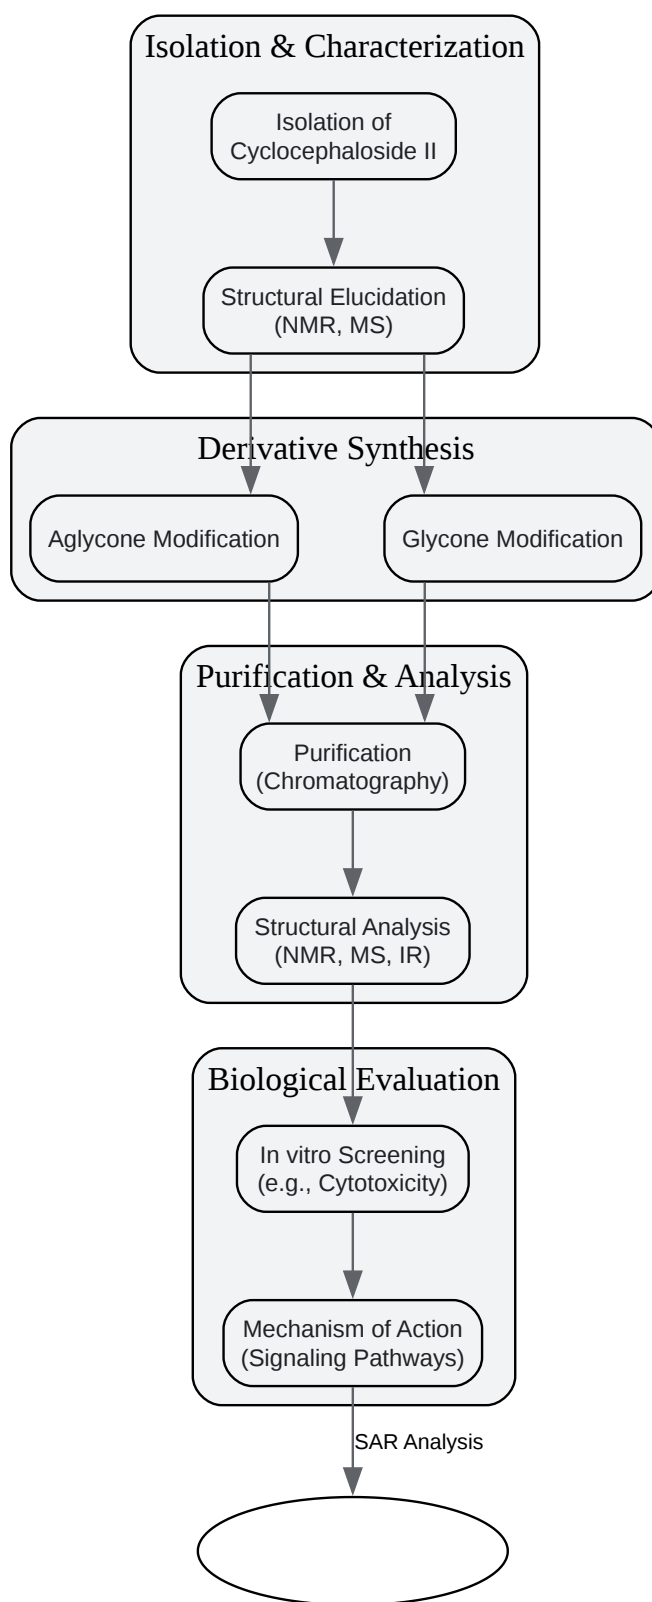 Isolation & Characterization
Isolation of
Cyclocephaloside II
Structural Elucidation
(NMR, MS)
Derivative Synthesis
Aglycone Modification
Glycone Modification
Purification & Analysis
Purification
(Chromatography)
Structural Analysis
(NMR, MS, IR)
Biological Evaluation
In vitro Screening
(e.g., Cytotoxicity)
Mechanism of Action
(Signaling Pathways)
SAR Analysis